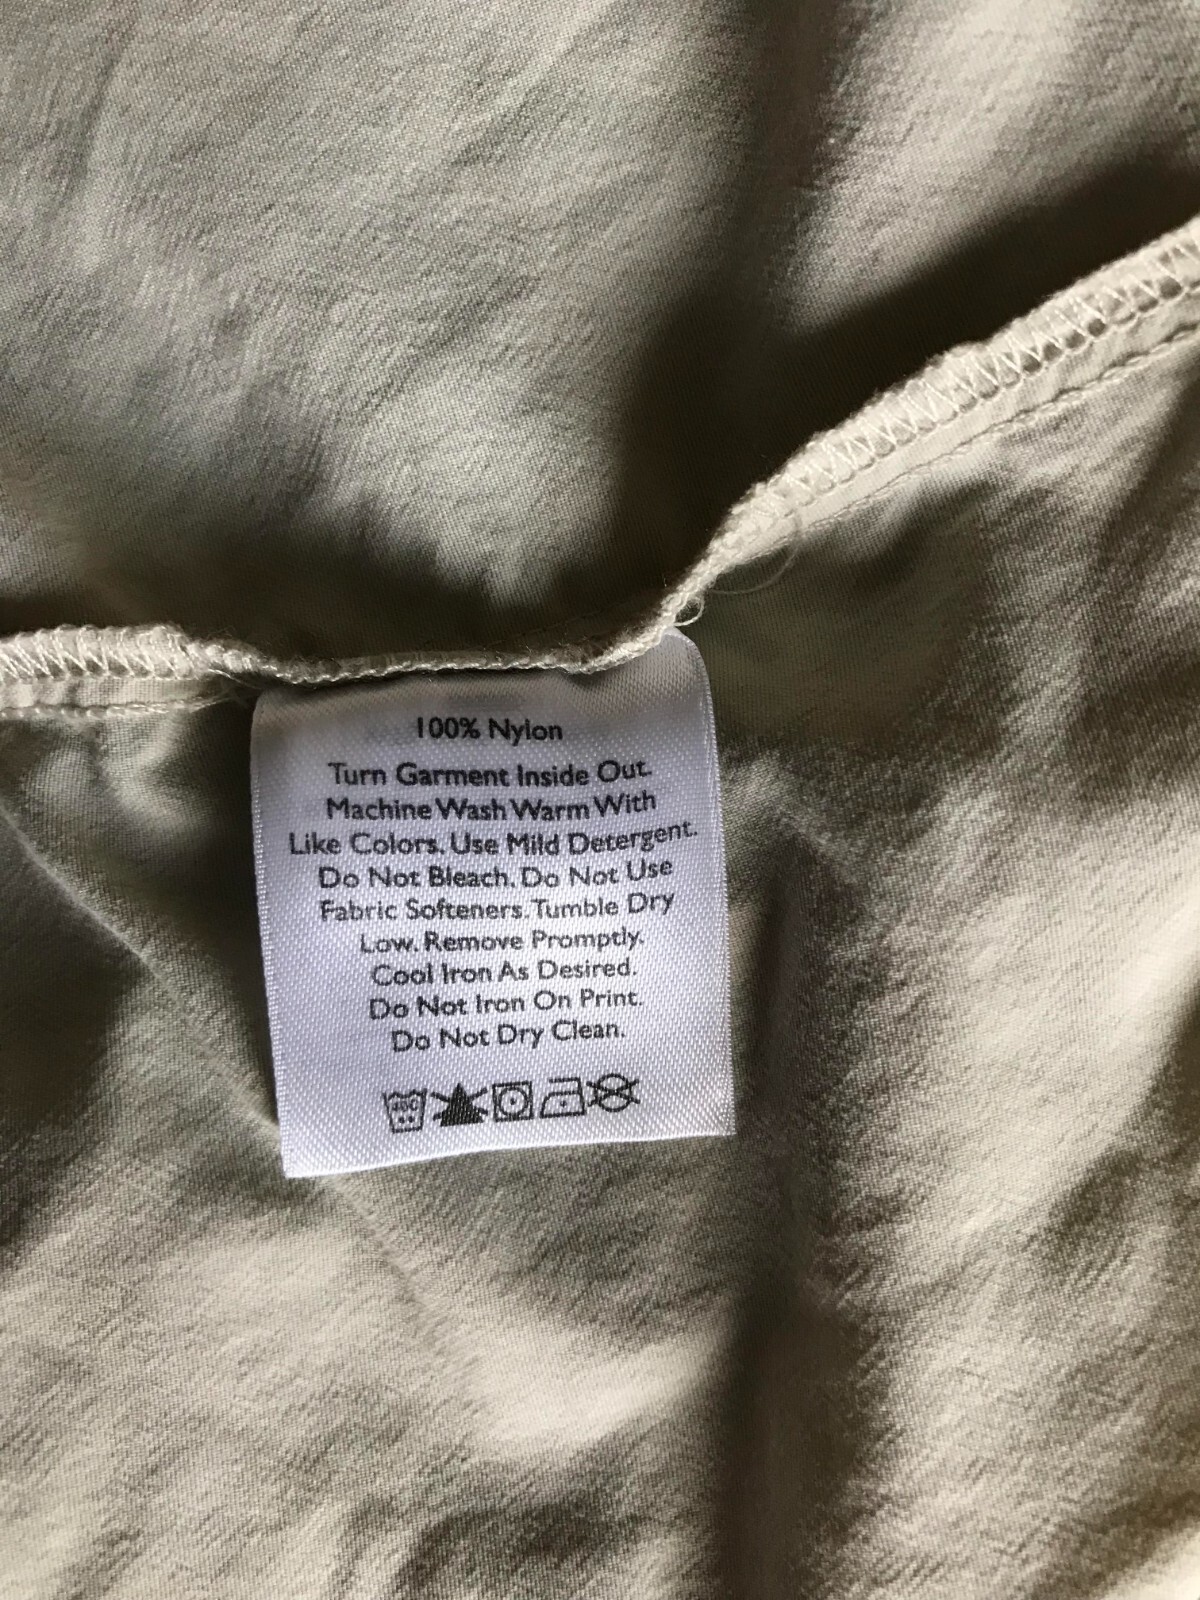 100% Nylon
Turn Garment Inside Out.
Machine Wash Warm With
Like Colors. Use Mild Detergent.
Do Not Bleach. Do Not Use
Fabric Softeners. Tumble Dry
Low. Remove Promptly.
Cool Iron As Desired.
Do Not Iron On Print.
Do Not Dry Clean.
40C